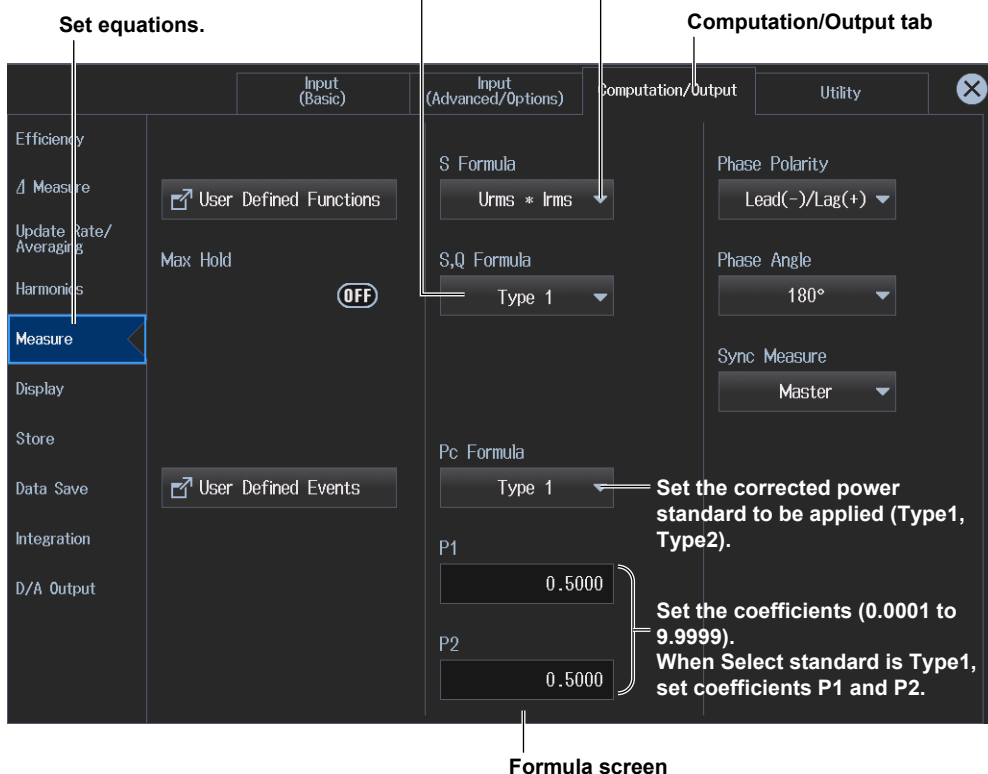 Set equations.
Computation/Output tab
Input
(Basic)
Input
(Advanced/Options)
Computation/Output
Utility
Efficiency
⊿ Measure
Update Rate/
Averaging
Harmonics
Measure
Display
Store
Data Save
Integration
D/A Output
User Defined Functions
Max Hold
OFF
User Defined Events
S Formula
Urms * Irms
S,Q Formula
Type 1
Pc Formula
Type 1
P1
0.5000
P2
0.5000
Phase Polarity
Lead(-)/Lag(+)
Phase Angle
180°
Sync Measure
Master
Set the corrected power
standard to be applied (Type1,
Type2).
Set the coefficients (0.0001 to
9.9999).
When Select standard is Type1,
set coefficients P1 and P2.
Formula screen